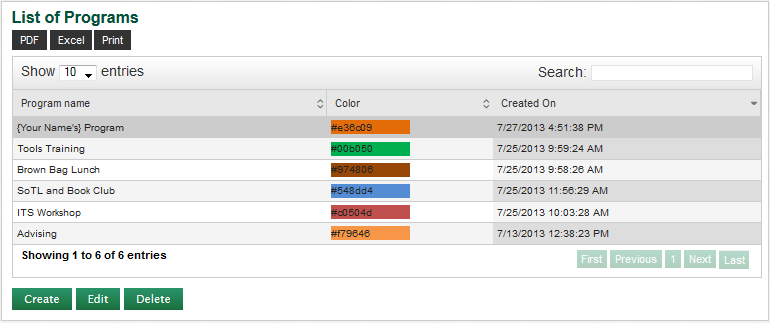 List of Programs
PDF Excel Print
Show 10 entries Search:
Program name Color Created On
{Your Name's} Program #e36c09 7/27/2013 4:51:38 PM
Tools Training #00b050 7/25/2013 9:59:24 AM
Brown Bag Lunch #974806 7/25/2013 9:58:26 AM
SoTL and Book Club #548dd4 7/25/2013 11:56:29 AM
ITS Workshop #c0504d 7/25/2013 10:03:28 AM
Advising #f79646 7/13/2013 12:38:23 PM
Showing 1 to 6 of 6 entries First Previous 1 Next Last
Create Edit Delete